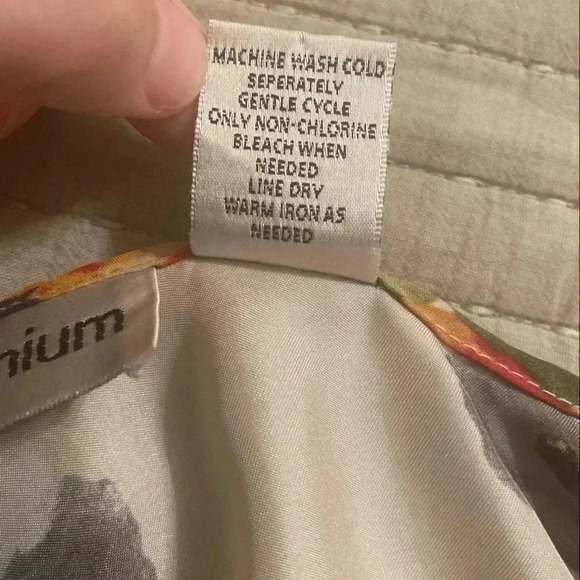 MACHINE WASH COLD
SEPERATELY
GENTLE CYCLE
ONLY NON-CHLORINE
BLEACH WHEN
NEEDED
LINE DRY
WARM IRON AS
NEEDED
nium